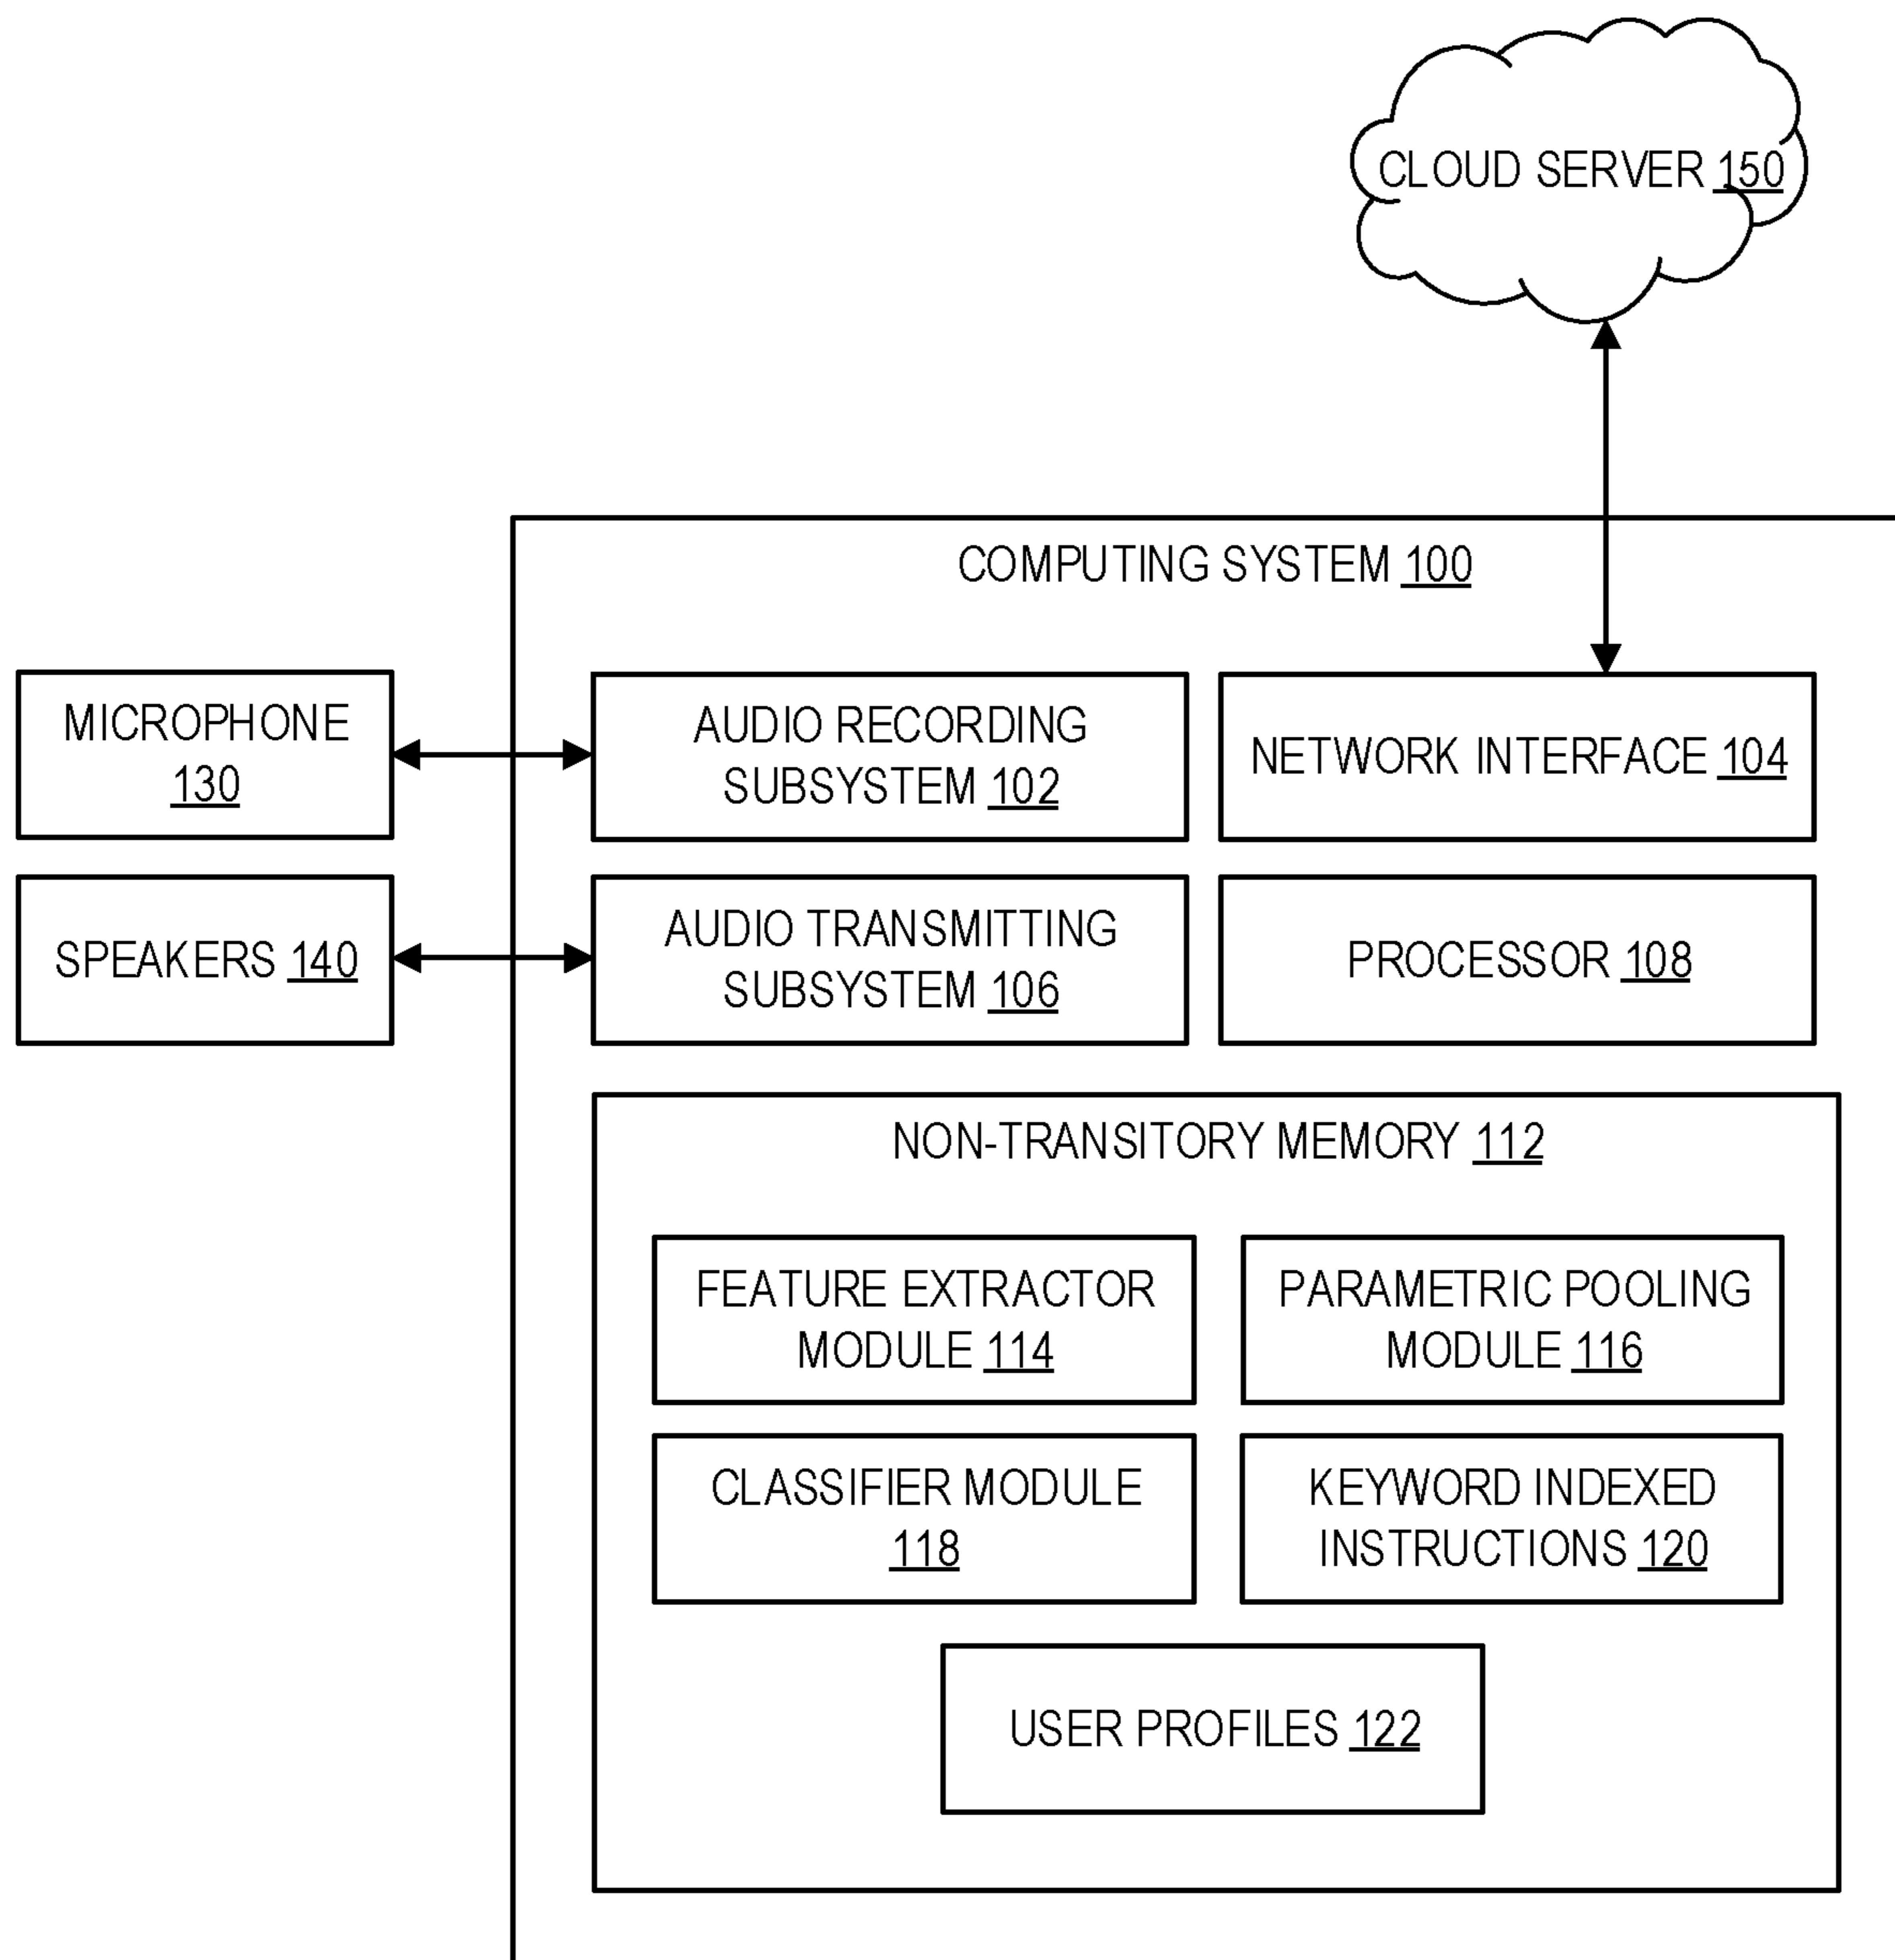 CLOUD SERVER 150
COMPUTING SYSTEM 100
MICROPHONE
130
AUDIO RECORDING
SUBSYSTEM 102
NETWORK INTERFACE 104
SPEAKERS 140
AUDIO TRANSMITTING
SUBSYSTEM 106
PROCESSOR 108
NON-TRANSITORY MEMORY 112
FEATURE EXTRACTOR
MODULE 114
PARAMETRIC POOLING
MODULE 116
CLASSIFIER MODULE
118
KEYWORD INDEXED
INSTRUCTIONS 120
USER PROFILES 122